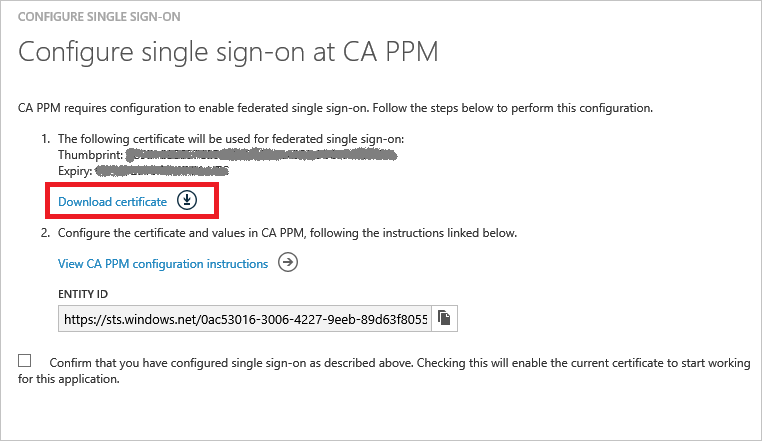 CONFIGURE SINGLE SIGN-ON
Configure single sign-on at CA PPM
CA PPM requires configuration to enable federated single sign-on. Follow the steps below to perform this configuration.
1. The following certificate will be used for federated single sign-on:
Thumbprint:
Expiry:
Download certificate
2. Configure the certificate and values in CA PPM, following the instructions linked below.
View CA PPM configuration instructions
ENTITY ID
https://sts.windows.net/0ac53016-3006-4227-9eeb-89d63f8055
Confirm that you have configured single sign-on as described above. Checking this will enable the current certificate to start working
for this application.